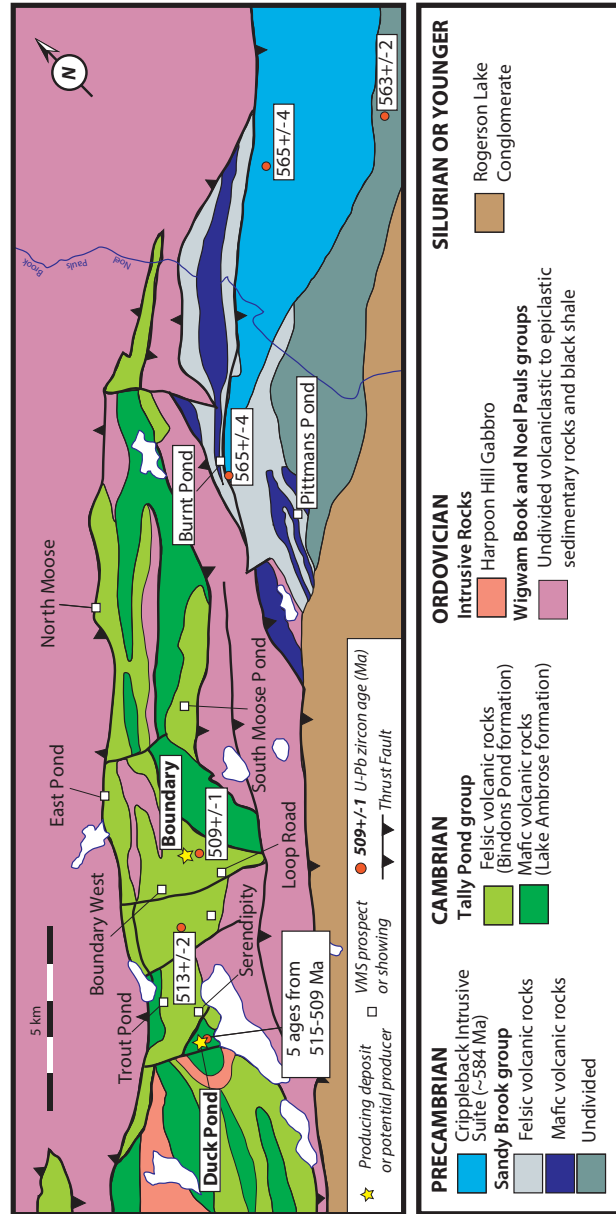 5 km
N
East Pond
North Moose
Boundary West
Trout Pond
Noel
Pauls
Brook
Boundary
513+/-2
509+/-1
South Moose Pond
Burnt Pond
565+/-4
565+/-4
563+/-2
Pittmans Pond
Duck Pond
Serendipity
Loop Road
5 ages from
515-509 Ma
Producing deposit
or potential producer
VMS prospect
or showing
509+/-1 U-Pb zircon age (Ma)
Thrust Fault
PRECAMBRIAN
Crippleback Intrusive
Suite (~584 Ma)
Sandy Brook group
Felsic volcanic rocks
Mafic volcanic rocks
Undivided
CAMBRIAN
Tally Pond group
Felsic volcanic rocks
(Bindons Pond formation)
Mafic volcanic rocks
(Lake Ambrose formation)
ORDOVICIAN
Intrusive Rocks
Harpoon Hill Gabbro
Wigwam Book and Noel Pauls groups
Undivided volcaniclastic to epiclastic
sedimentary rocks and black shale
SILURIAN OR YOUNGER
Rogerson Lake
Conglomerate